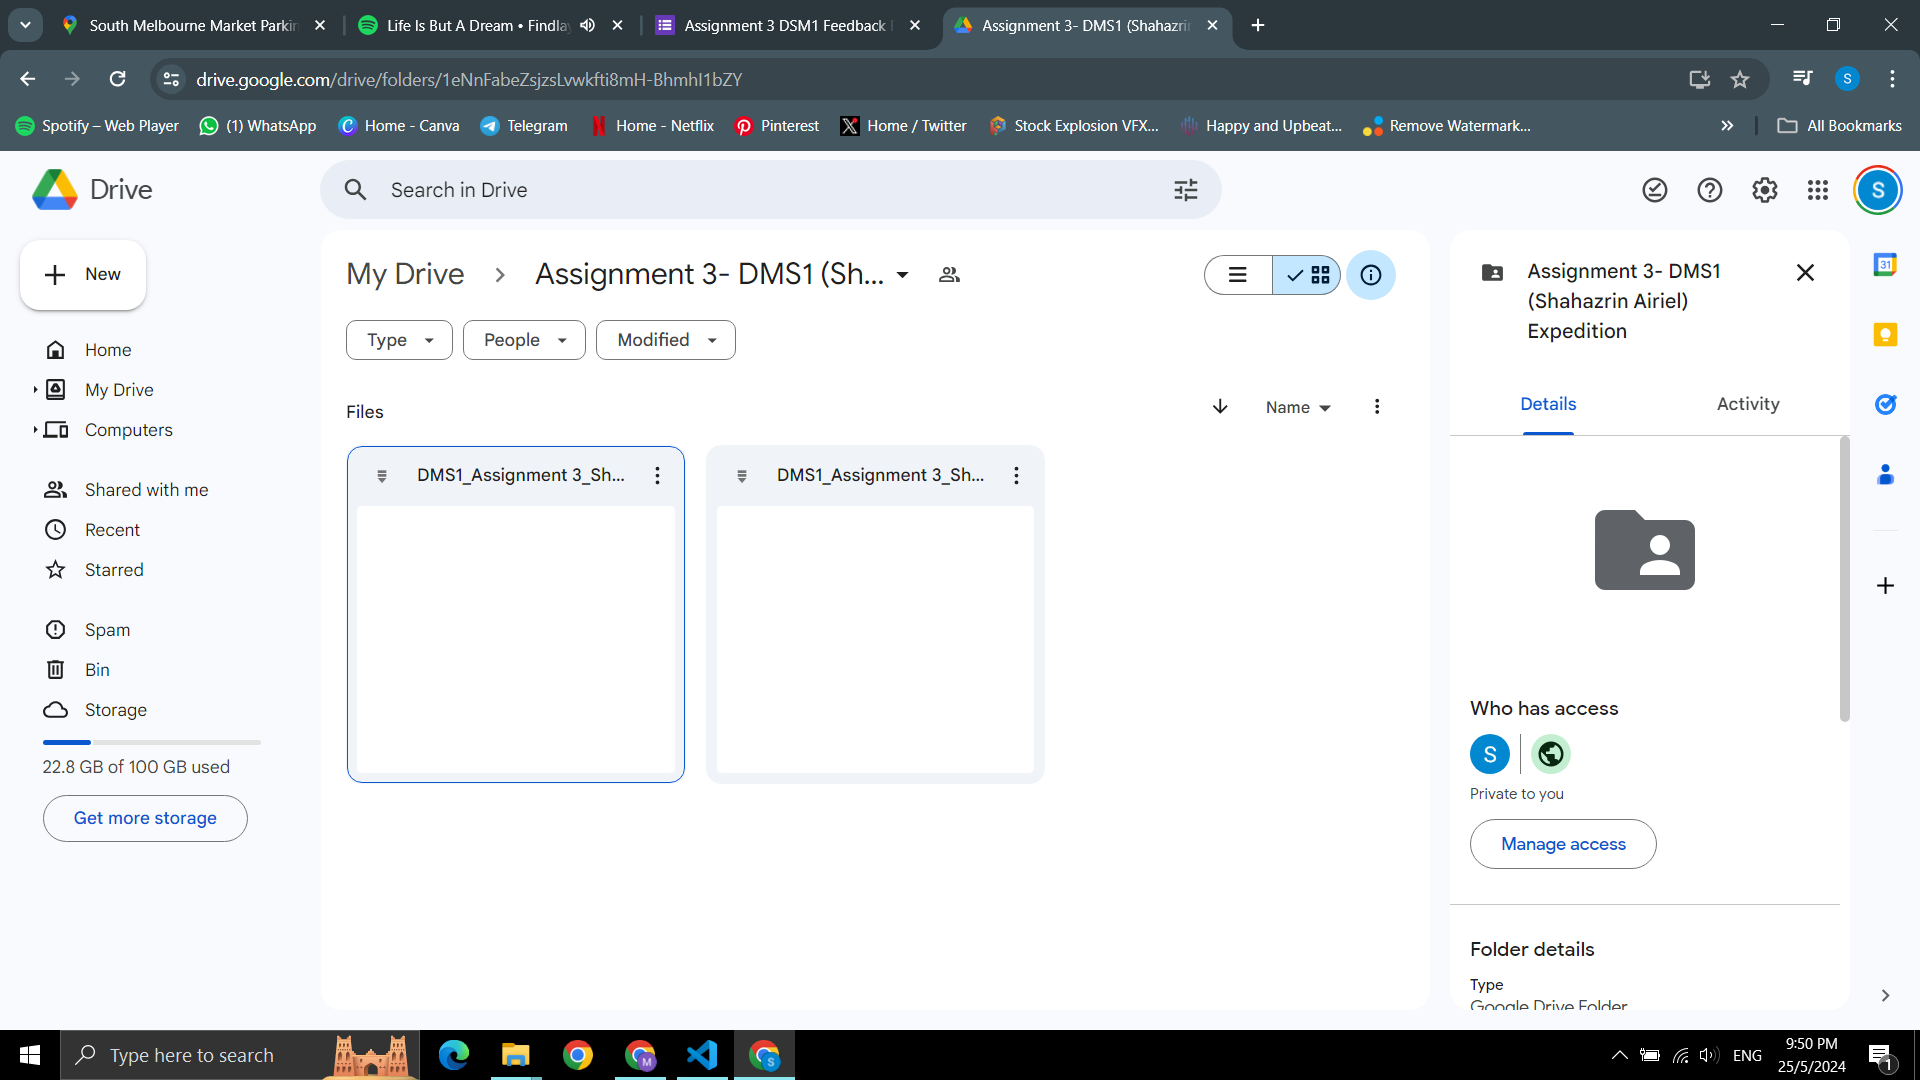 South Melbourne Market Parkin
Life Is But A Dream • Findla
Assignment 3 DSM1 Feedback
Assignment 3- DMS1 (Shahazri
drive.google.com/drive/folders/1eNnFabeZsjzsLvwkfti8mH-BhmhI1bZY
S
Spotify – Web Player
(1) WhatsApp
Home - Canva
Telegram
Home - Netflix
Pinterest
Home / Twitter
Stock Explosion VFX...
Happy and Upbeat...
Remove Watermark...
All Bookmarks
Drive
Search in Drive
S
New
My Drive
Assignment 3- DMS1 (Sh...
Assignment 3- DMS1
(Shahazrin Airiel)
Expedition
31
Type
People
Modified
Home
My Drive
Computers
Shared with me
Recent
Starred
Spam
Bin
Storage
22.8 GB of 100 GB used
Get more storage
Files
Name
DMS1_Assignment 3_Sh...
DMS1_Assignment 3_Sh...
Details
Activity
Who has access
S
Private to you
Manage access
Folder details
Type
Google Drive Folder
Type here to search
M
S
ENG
9:50 PM
25/5/2024
1